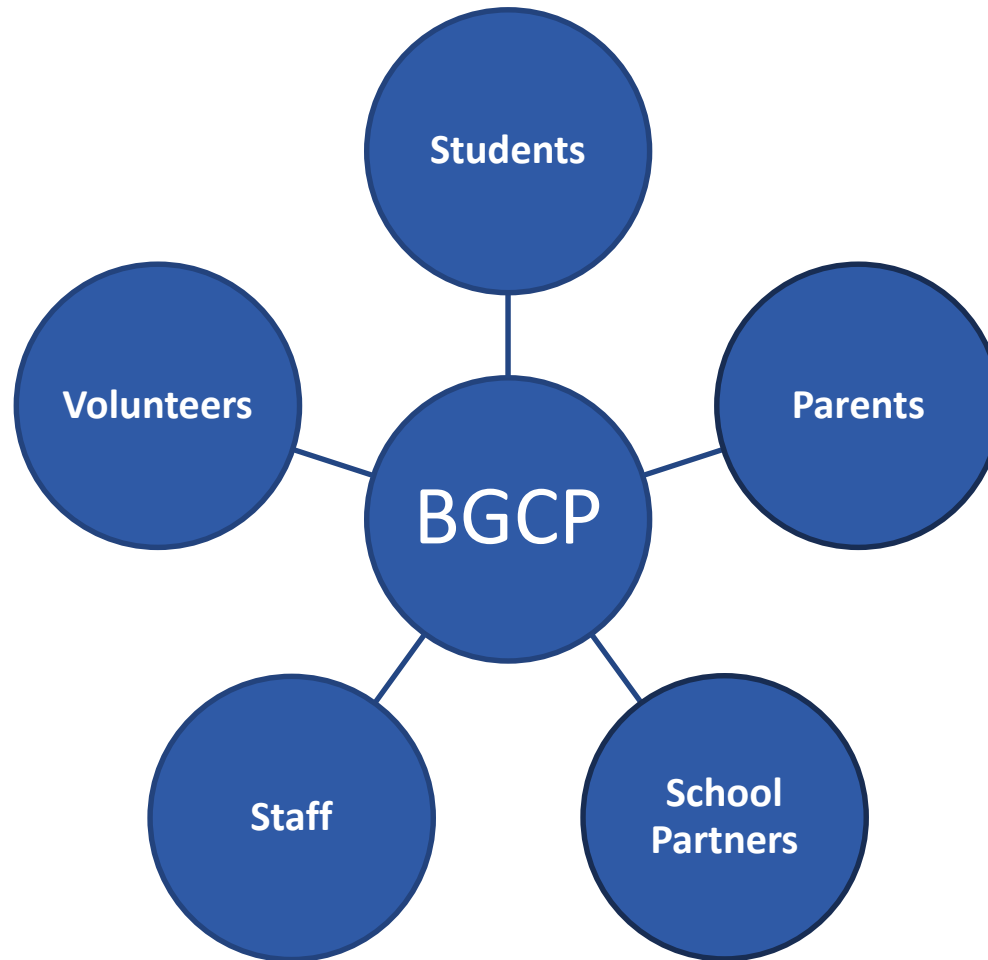 Students
Volunteers
Parents
BGCP
Staff
School
Partners